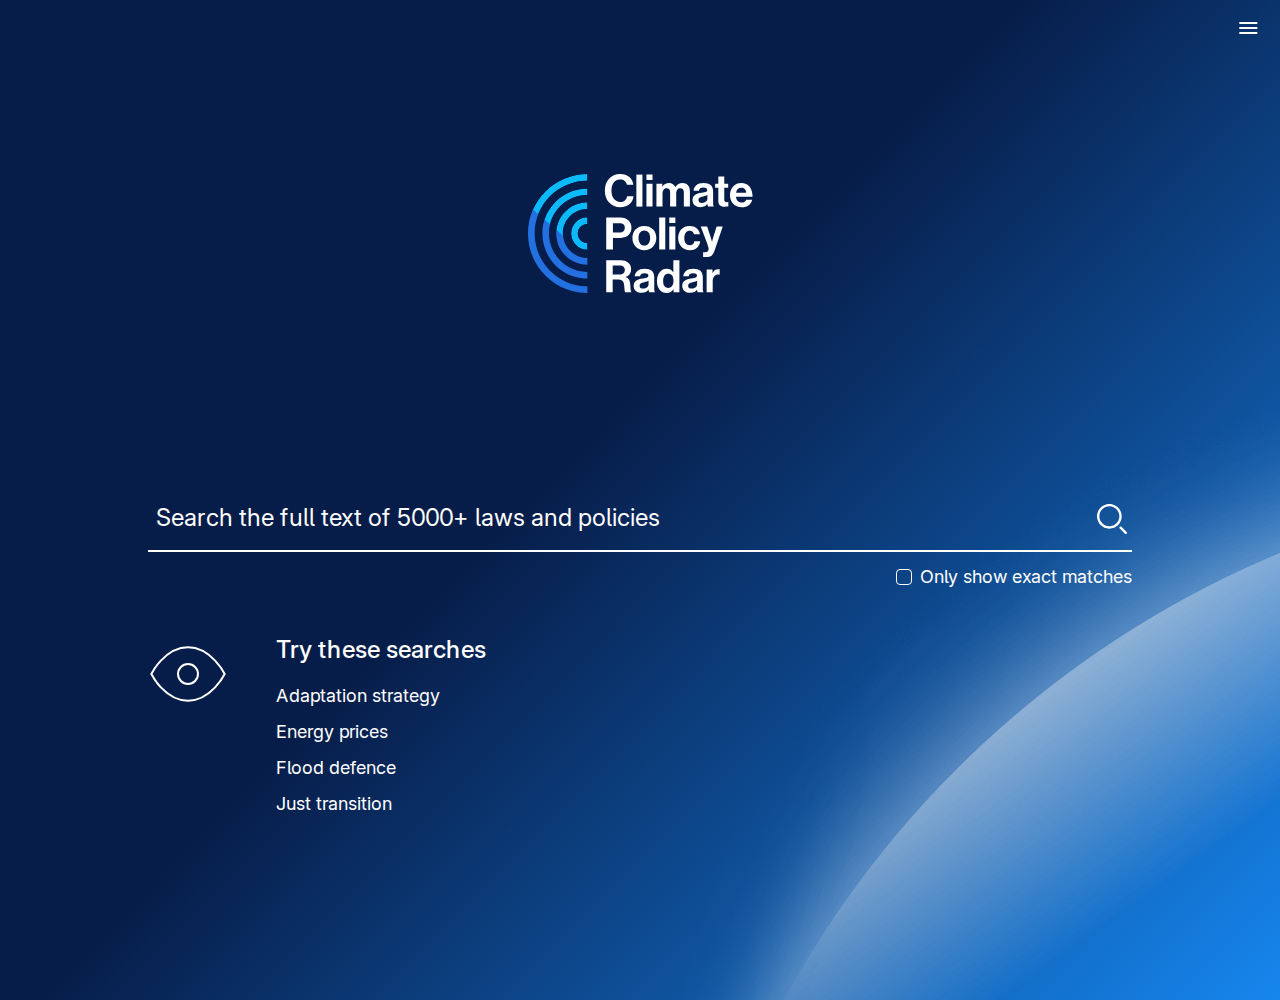 Climate
Policy
Radar
Search the full text of 5000+ laws and policies
Only show exact matches
Try these searches
Adaptation strategy
Energy prices
Flood defence
Just transition